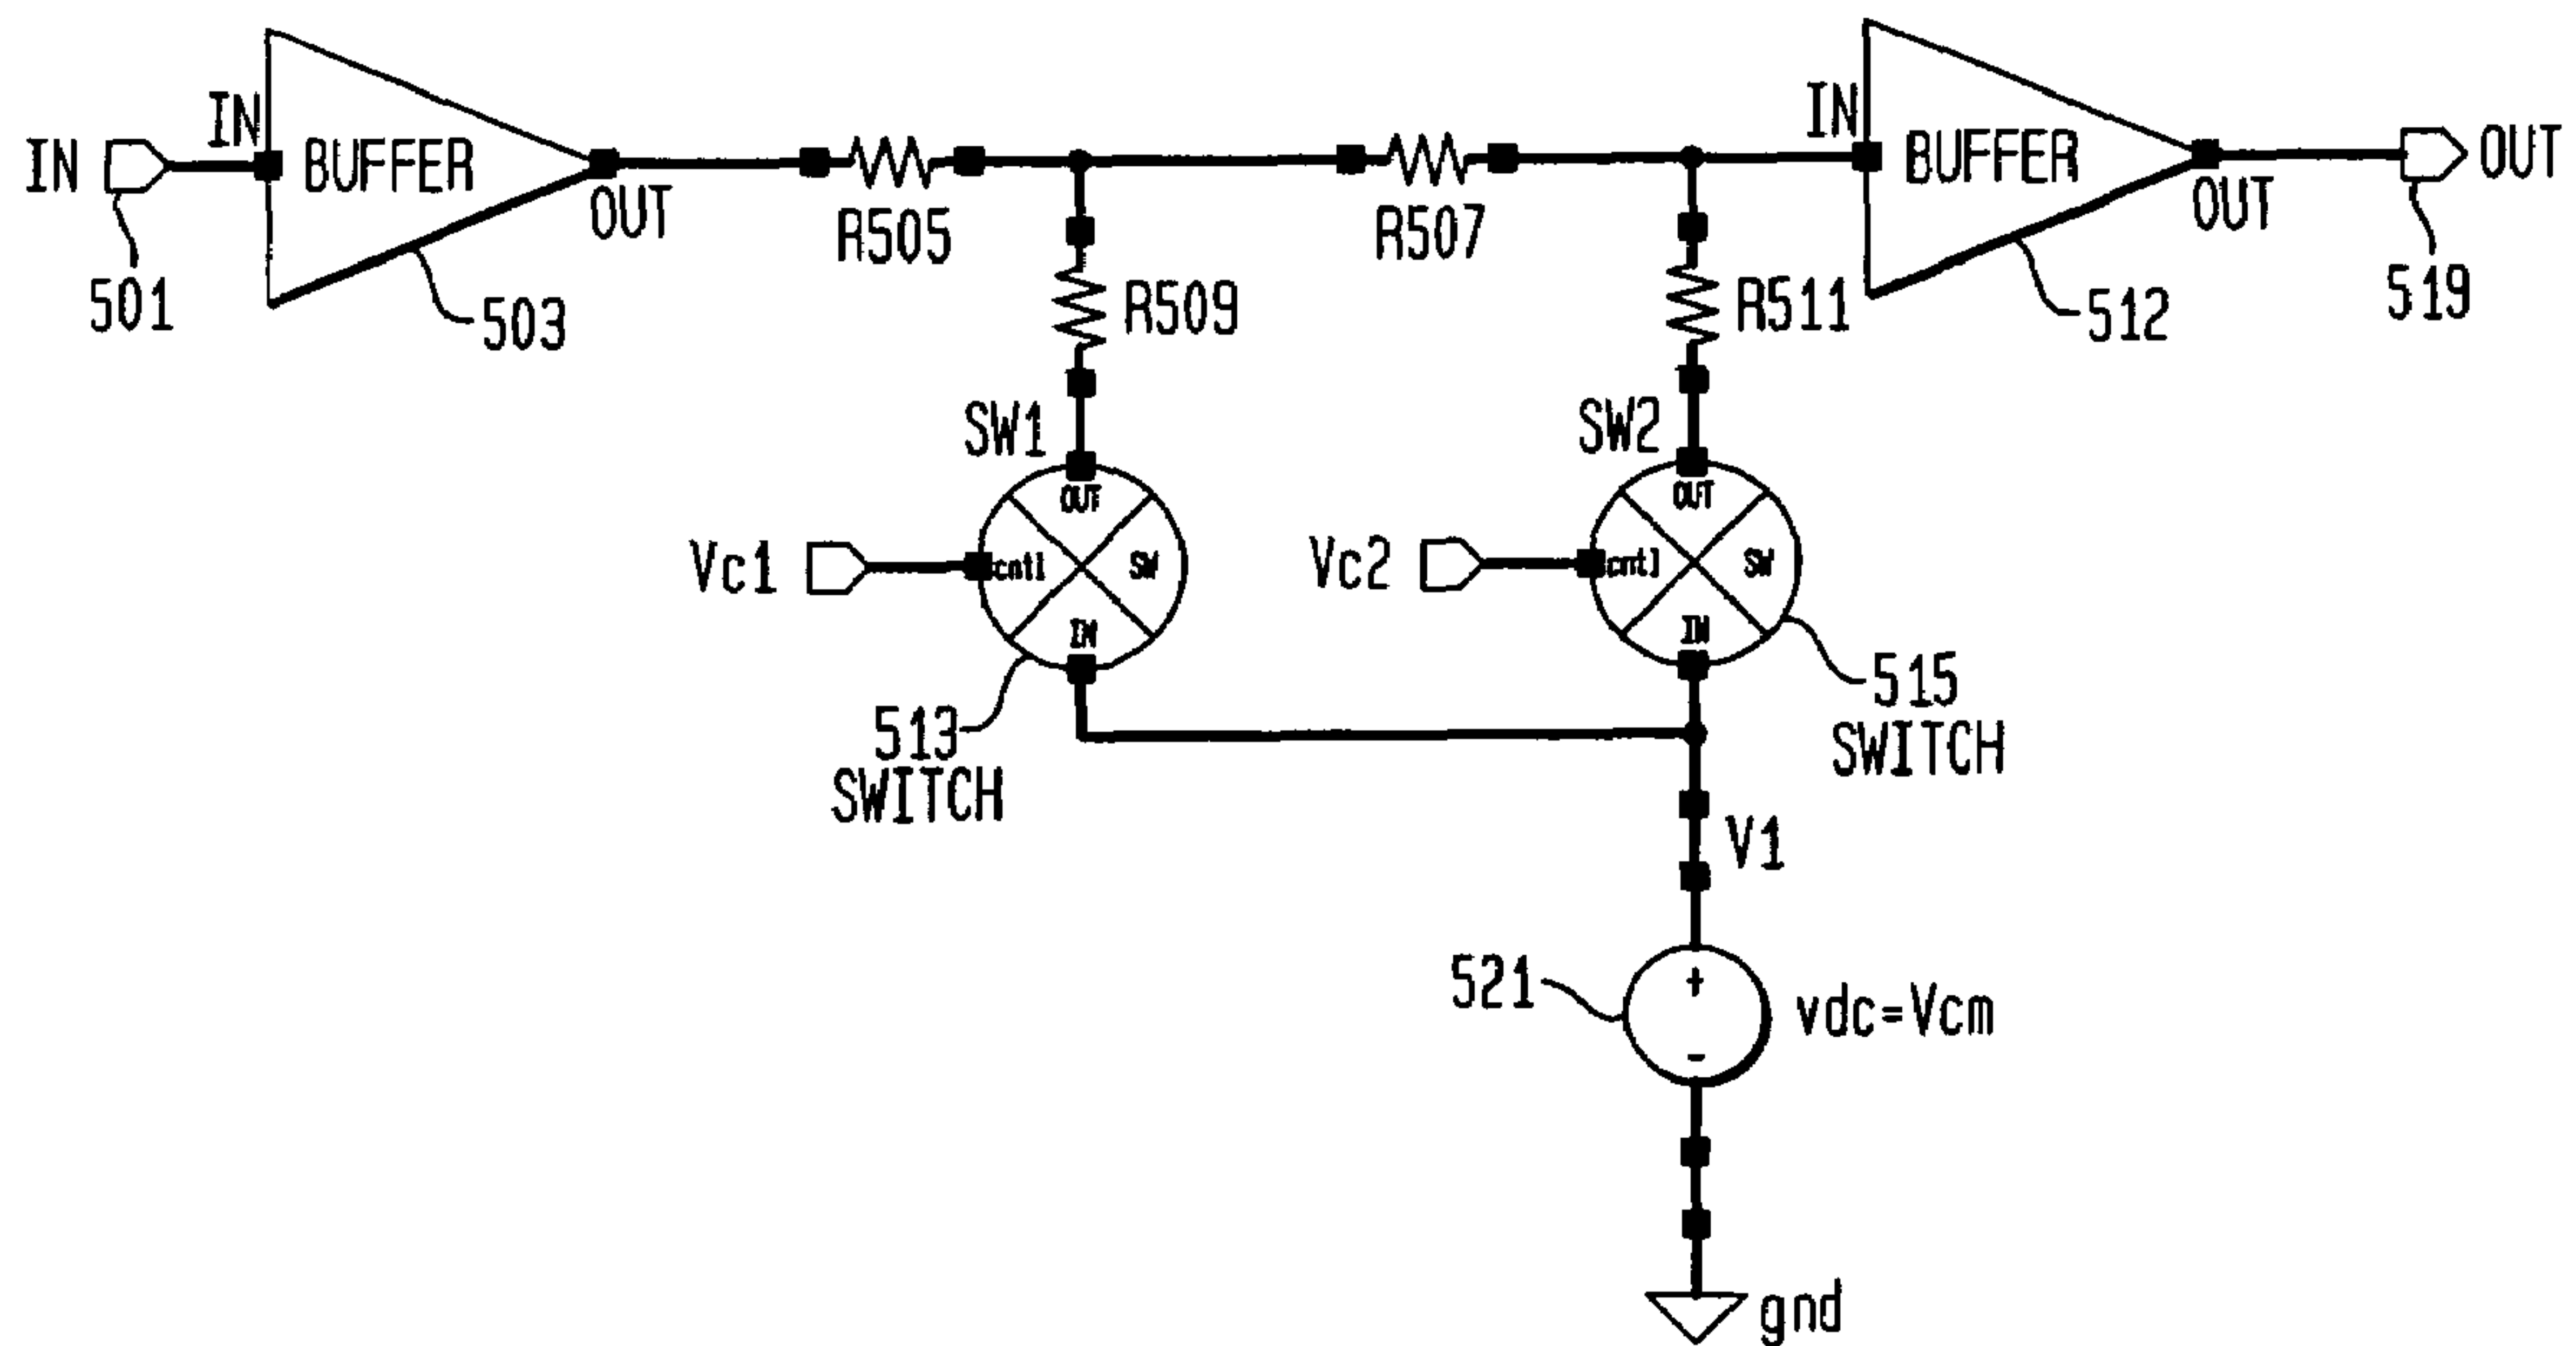 IN
IN
BUFFER
OUT
501
503
R505
R507
IN
BUFFER
OUT
OUT
512
519
R509
R511
SW1
SW2
OUT
cntl
SW
IN
OUT
cntl
SW
IN
Vc1
Vc2
513
SWITCH
515
SWITCH
V1
521
+
-
vdc=Vcm
gnd